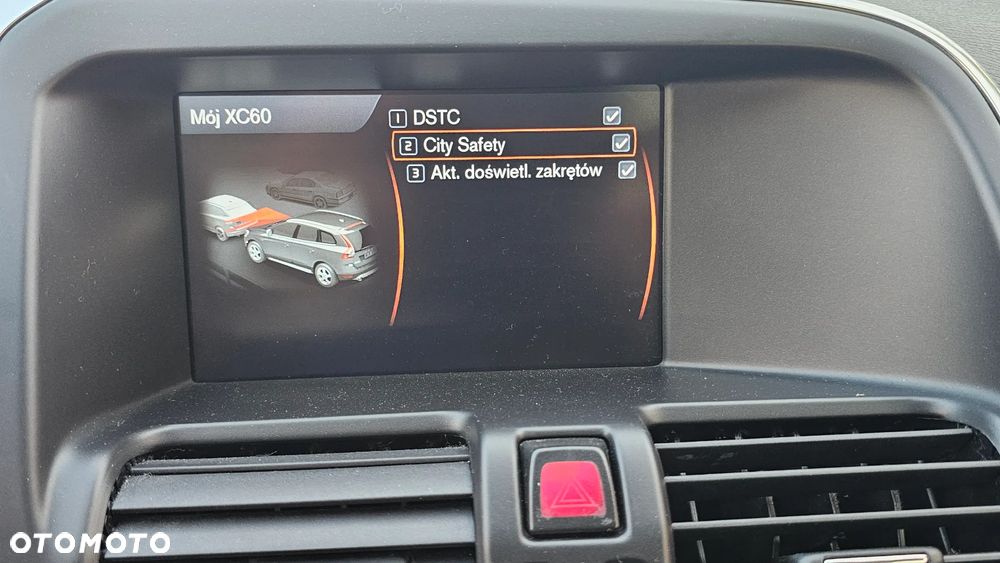 Mój XC60
1 DSTC
2 City Safety
3 Akt. doświetl. zakrętów
OTOMOTO